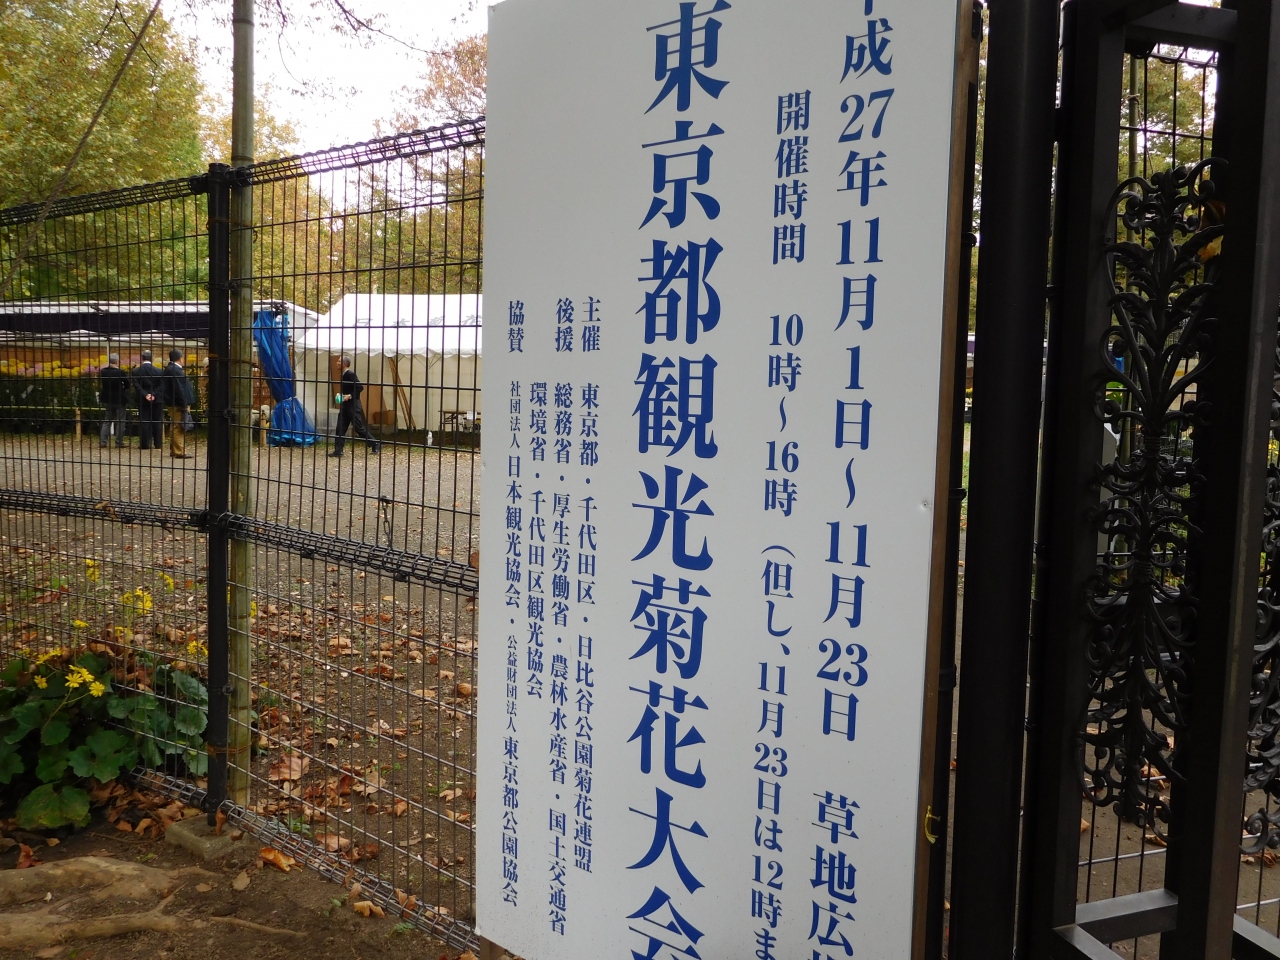 平成27年11月1日～11月23日　草地広場
開催時間　10時～16時（但し、11月23日は12時ま
東京都観光菊花大会
主催　東京都・千代田区・日比谷公園菊花連盟
後援　総務省・厚生労働省・農林水産省・国土交通省
環境省・千代田区観光協会
協賛　社団法人日本観光協会・公益財団法人東京都公園協会